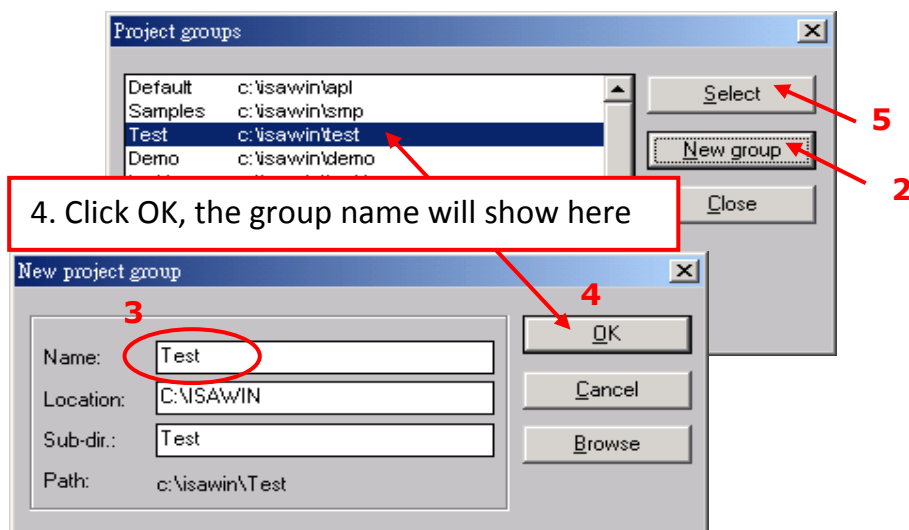 Project groups
Default c:\isawin\apl
Samples c:\isawin\smp
Test c:\isawin\test
Demo c:\isawin\demo
Select
5
New group
2
Close
4. Click OK, the group name will show here
New project group
3
4
Name: Test
OK
Location: C:\ISAWIN
Cancel
Sub-dir.: Test
Browse
Path: c:\isawin\Test